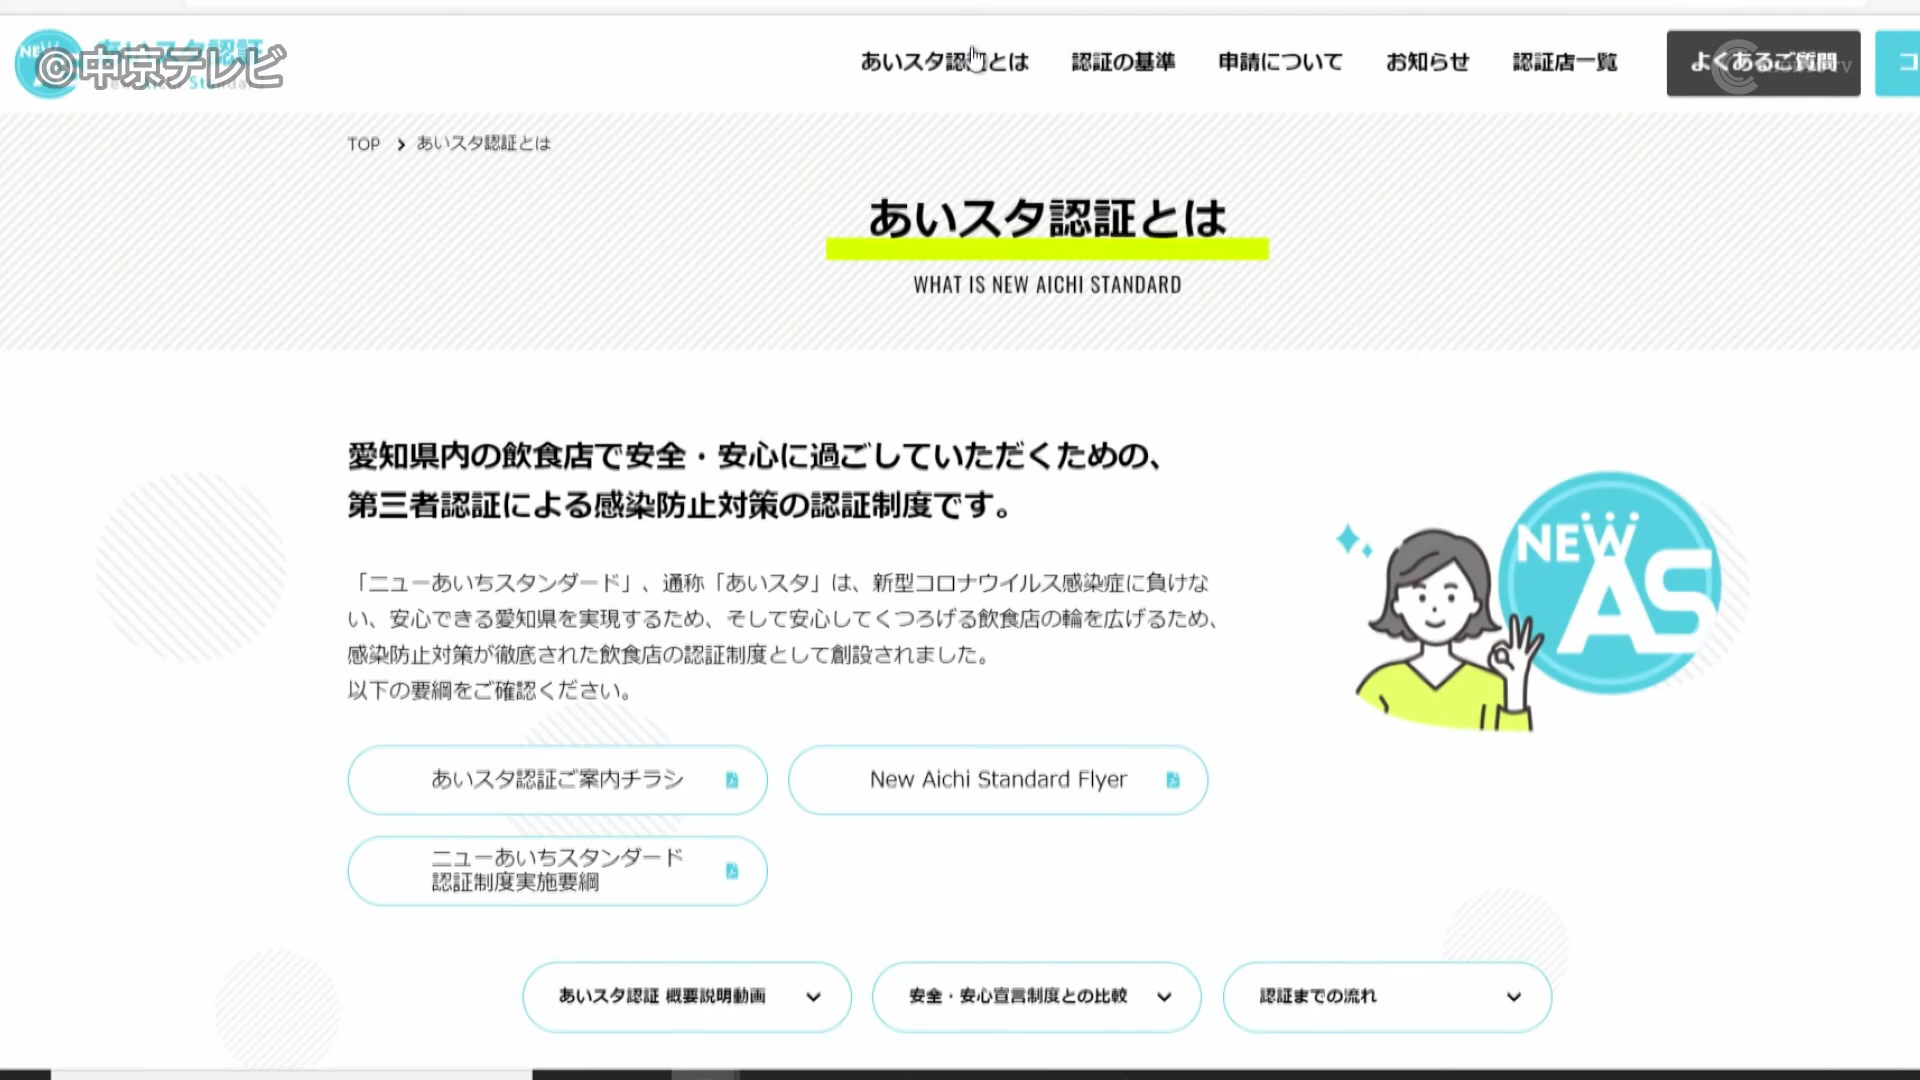 ©中京テレビ
あいスタ認証とは 認証の基準 申請について お知らせ 認証店一覧 よくあるご質問 コ
TOP > あいスタ認証とは
あいスタ認証とは
WHAT IS NEW AICHI STANDARD
愛知県内の飲食店で安全・安心に過ごしていただくための、
第三者認証による感染防止対策の認証制度です。
「ニューあいちスタンダード」、通称「あいスタ」は、新型コロナウイルス感染症に負けな
い、安心できる愛知県を実現するため、そして安心してくつろげる飲食店の輪を広げるため、
感染防止対策が徹底された飲食店の認証制度として創設されました。
以下の要綱をご確認ください。
NEW
AS
あいスタ認証ご案内チラシ New Aichi Standard Flyer
ニューあいちスタンダード
認証制度実施要綱
あいスタ認証 概要説明動画 安全・安心宣言制度との比較 認証までの流れ